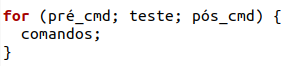 for (pré_cmd; teste; pós_cmd) {
  comandos;
}